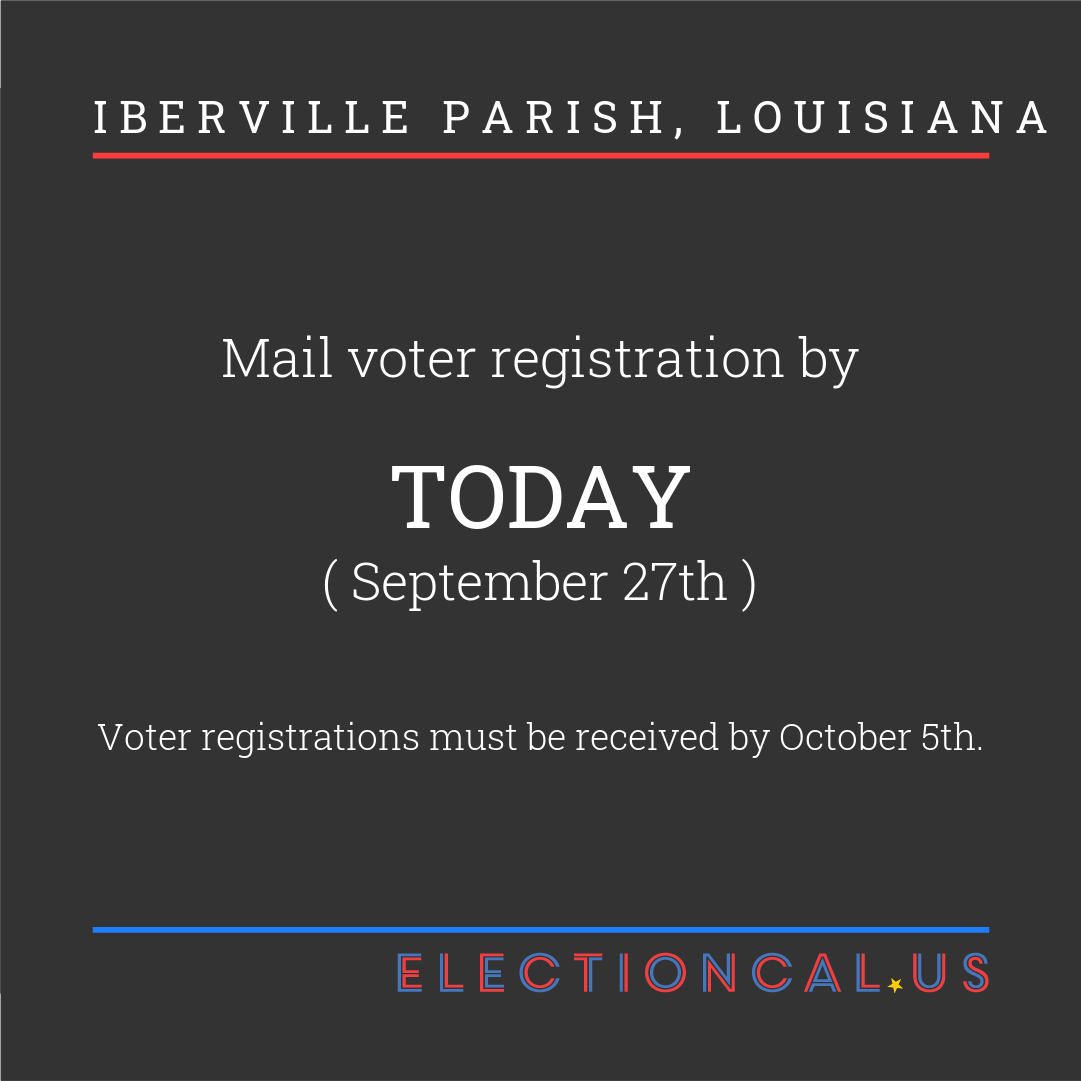 IBERVILLE PARISH, LOUISIANA
Mail voter registration by
TODAY
( September 27th )
Voter registrations must be received by October 5th.
ELECTIONCAL.US